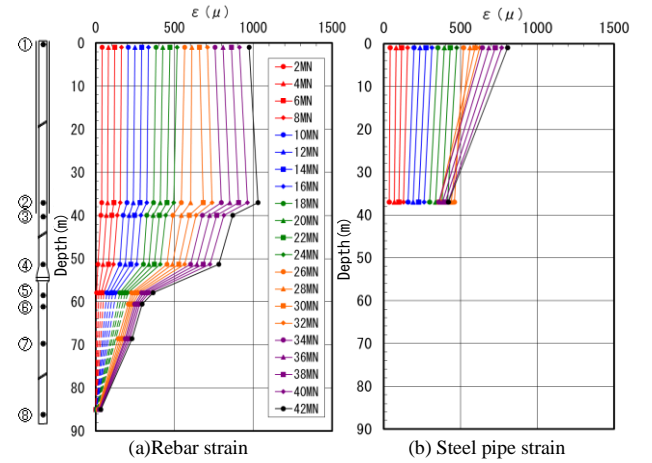 ε (μ)
0 500 1000 1500
①
②
③
④
⑤
⑥
⑦
⑧
Depth(m)
0
10
20
30
40
50
60
70
80
90
2MN
4MN
6MN
8MN
10MN
12MN
14MN
16MN
18MN
20MN
22MN
24MN
26MN
28MN
30MN
32MN
34MN
36MN
38MN
40MN
42MN
(a)Rebar strain
ε (μ)
0 500 1000 1500
Depth(m)
0
10
20
30
40
50
60
70
80
90
(b) Steel pipe strain